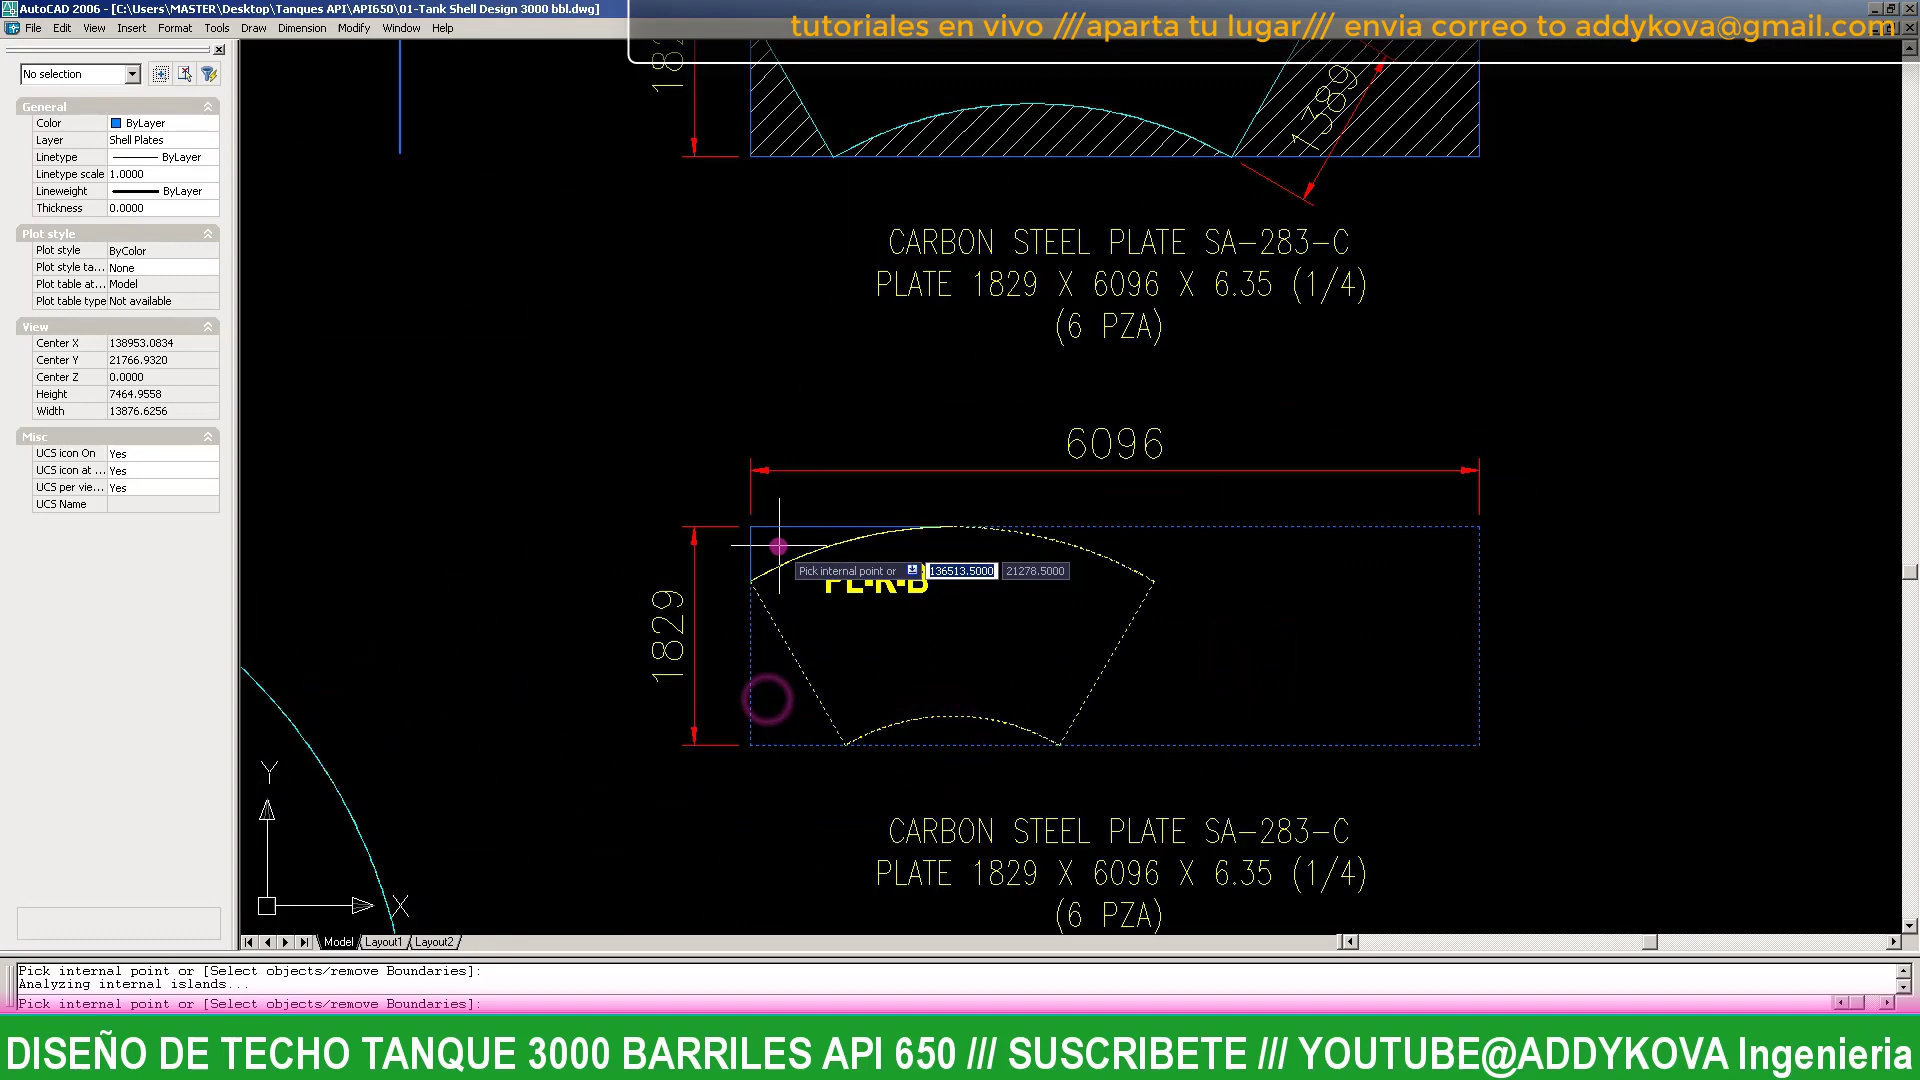 AutoCAD 2006 - [C:\Users\MASTER\Desktop\Tanques API\API650\01-Tank Shell Design 3000 bbl.dwg]
tutoriales en vivo ///aparta tu lugar/// envia correo to addykova@gmail.com
File Edit View Insert Format Tools Draw Dimension Modify Window Help
No selection
General
Color ByLayer
Layer Shell Plates
Linetype ByLayer
Linetype scale 1.0000
Lineweight ByLayer
Thickness 0.0000
Plot style
Plot style ByColor
Plot style ta... None
Plot table at... Model
Plot table type Not available
View
Center X 138953.0834
Center Y 21766.9320
Center Z 0.0000
Height 7464.9558
Width 13876.6256
Misc
UCS icon On Yes
UCS icon at ... Yes
UCS per vie... Yes
UCS Name
1389
CARBON STEEL PLATE SA-283-C
PLATE 1829 X 6096 X 6.35 (1/4)
(6 PZA)
6096
1829
Pick internal point or 136513.5000 21278.5000
PL-R-B
CARBON STEEL PLATE SA-283-C
PLATE 1829 X 6096 X 6.35 (1/4)
(6 PZA)
Y
X
Model Layout1 Layout2
Pick internal point or [Select objects/remove Boundaries]:
Analyzing internal islands...
Pick internal point or [Select objects/remove Boundaries]:
DISEÑO DE TECHO TANQUE 3000 BARRILES API 650 /// SUSCRIBETE /// YOUTUBE@ADDYKOVA Ingenieria